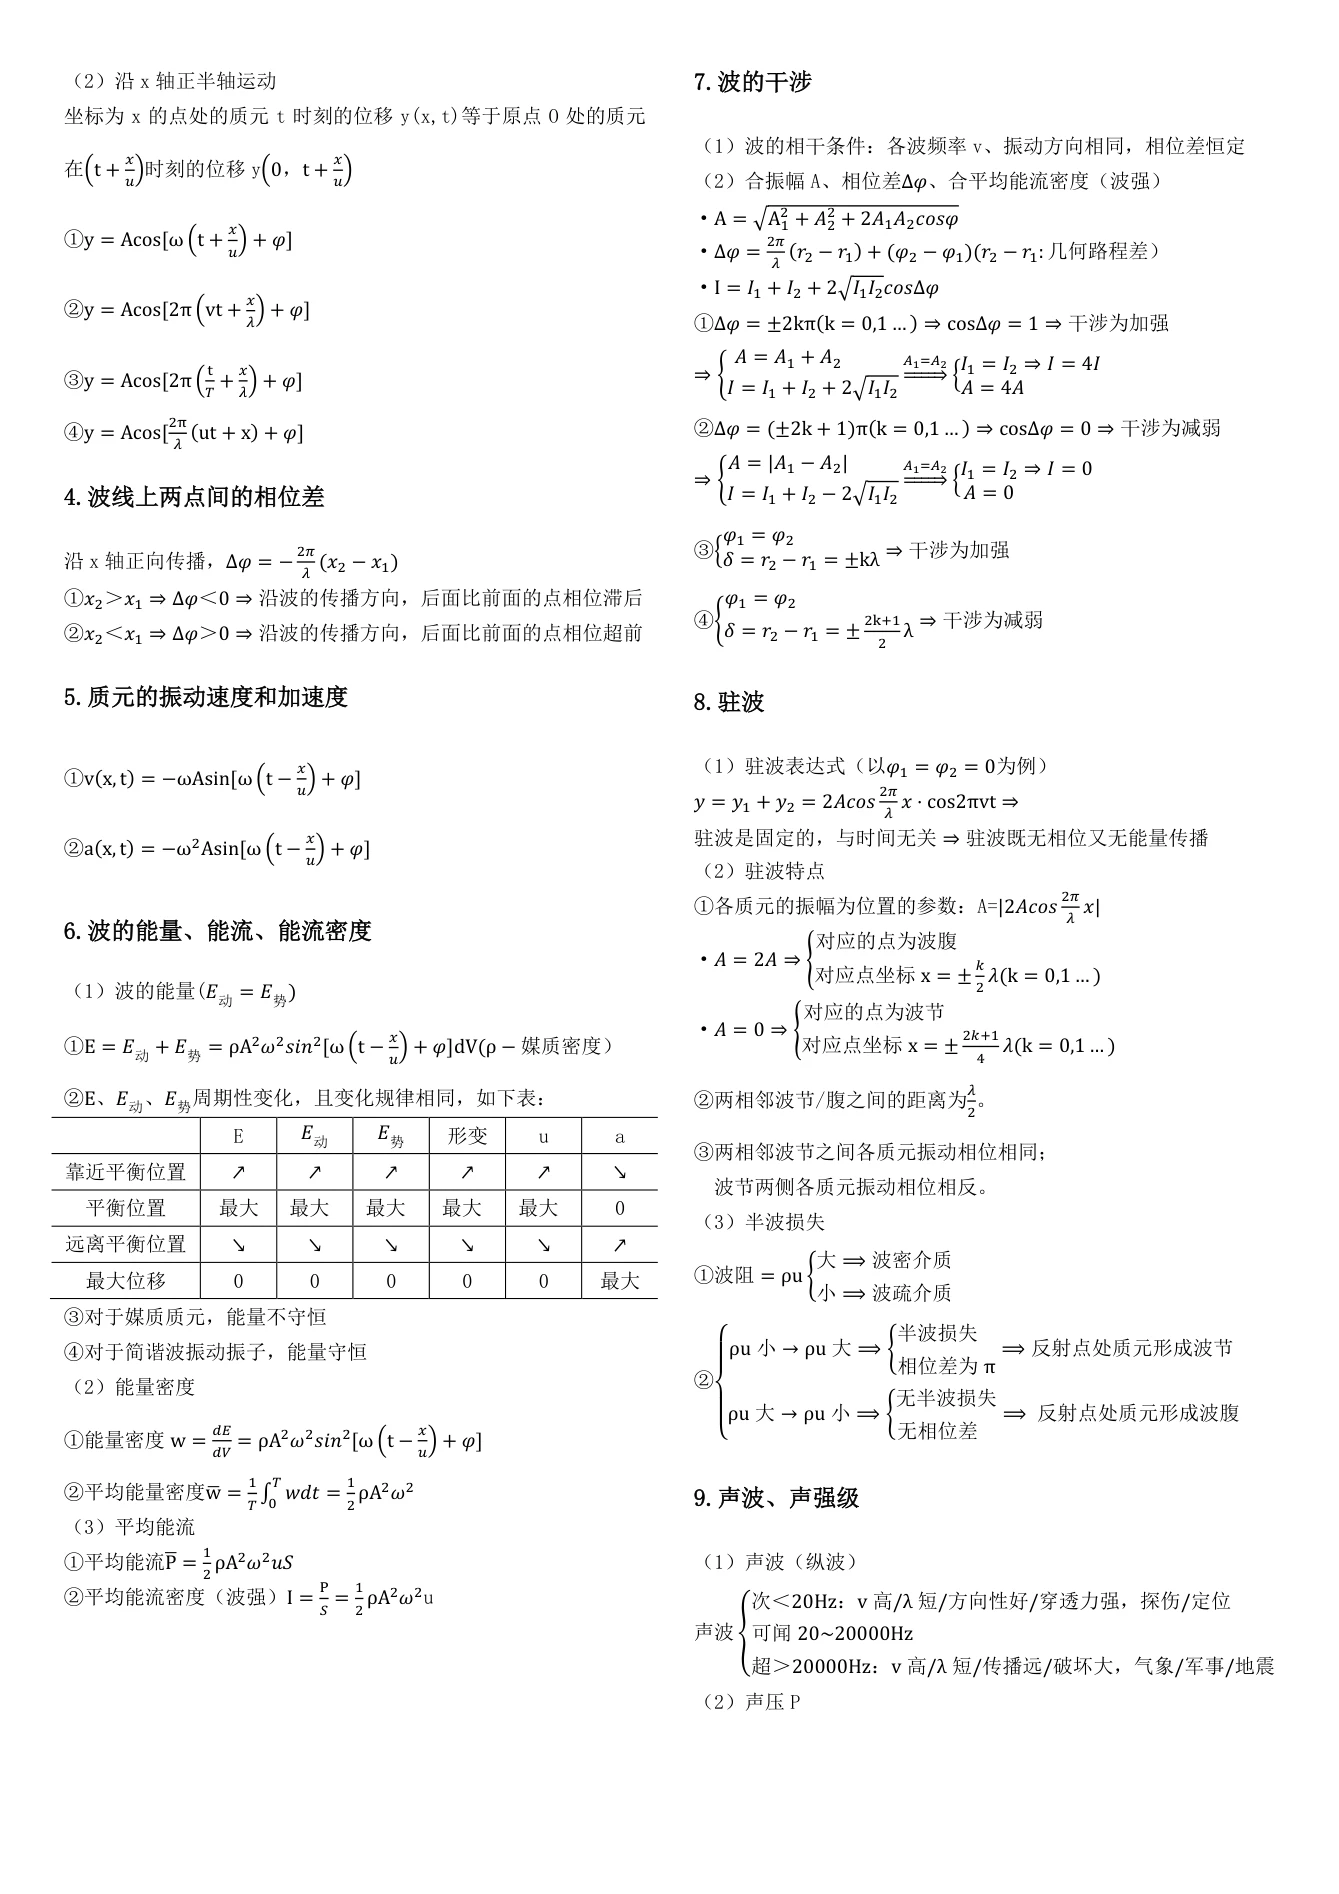 （2）沿 x 轴正半轴运动
坐标为 x 的点处的质元 t 时刻的位移 y(x,t)等于原点 O 处的质元
在(t + x/u)时刻的位移 y(0，t + x/u)
①y = Acos[ω(t + x/u) + φ]
②y = Acos[2π(vt + x/λ) + φ]
③y = Acos[2π(t/T + x/λ) + φ]
④y = Acos[2π/λ (ut + x) + φ]
4.波线上两点间的相位差
沿 x 轴正向传播，Δφ = −2π/λ (x₂ − x₁)
①x₂＞x₁ ⇒ Δφ＜0 ⇒ 沿波的传播方向，后面比前面的点相位滞后
②x₂＜x₁ ⇒ Δφ＞0 ⇒ 沿波的传播方向，后面比前面的点相位超前
5.质元的振动速度和加速度
①v(x, t) = −ωAsin[ω(t − x/u) + φ]
②a(x, t) = −ω²Asin[ω(t − x/u) + φ]
6.波的能量、能流、能流密度
（1）波的能量(E动 = E势)
①E = E动 + E势 = ρA²ω²sin²[ω(t − x/u) + φ]dV(ρ − 媒质密度）
②E、E动、E势周期性变化，且变化规律相同，如下表：
E E动 E势 形变 u a
靠近平衡位置 ↗ ↗ ↗ ↗ ↗ ↘
平衡位置 最大 最大 最大 最大 最大 0
远离平衡位置 ↘ ↘ ↘ ↘ ↘ ↗
最大位移 0 0 0 0 0 最大
③对于媒质质元，能量不守恒
④对于简谐波振动振子，能量守恒
（2）能量密度
①能量密度 w = dE/dV = ρA²ω²sin²[ω(t − x/u) + φ]
②平均能量密度w̅ = 1/T ∫₀ᵀ wdt = 1/2 ρA²ω²
（3）平均能流
①平均能流P̅ = 1/2 ρA²ω²uS
②平均能流密度（波强）I = P/S = 1/2 ρA²ω²u
7.波的干涉
（1）波的相干条件：各波频率 v、振动方向相同，相位差恒定
（2）合振幅 A、相位差Δφ、合平均能流密度（波强）
·A = √(A₁² + A₂² + 2A₁A₂cosφ)
·Δφ = 2π/λ (r₂ − r₁) + (φ₂ − φ₁)(r₂ − r₁: 几何路程差）
·I = I₁ + I₂ + 2√(I₁I₂)cosΔφ
①Δφ = ±2kπ(k = 0,1 … ) ⇒ cosΔφ = 1 ⇒ 干涉为加强
⇒ { A = A₁ + A₂
I = I₁ + I₂ + 2√(I₁I₂) A₁=A₂ ⟹ { I₁ = I₂ ⇒ I = 4I
A = 4A
②Δφ = (±2k + 1)π(k = 0,1 … ) ⇒ cosΔφ = 0 ⇒ 干涉为减弱
⇒ { A = |A₁ − A₂|
I = I₁ + I₂ − 2√(I₁I₂) A₁=A₂ ⟹ { I₁ = I₂ ⇒ I = 0
A = 0
③{ φ₁ = φ₂
δ = r₂ − r₁ = ±kλ ⇒ 干涉为加强
④{ φ₁ = φ₂
δ = r₂ − r₁ = ± (2k+1)/2 λ ⇒ 干涉为减弱
8.驻波
（1）驻波表达式（以φ₁ = φ₂ = 0为例）
y = y₁ + y₂ = 2Acos 2π/λ x · cos2πvt ⇒
驻波是固定的，与时间无关 ⇒ 驻波既无相位又无能量传播
（2）驻波特点
①各质元的振幅为位置的参数：A=|2Acos 2π/λ x|
·A = 2A ⇒ { 对应的点为波腹
对应点坐标 x = ± k/2 λ(k = 0,1 … )
·A = 0 ⇒ { 对应的点为波节
对应点坐标 x = ± (2k+1)/4 λ(k = 0,1 … )
②两相邻波节/腹之间的距离为λ/2。
③两相邻波节之间各质元振动相位相同；
波节两侧各质元振动相位相反。
（3）半波损失
①波阻 = ρu { 大 ⟹ 波密介质
小 ⟹ 波疏介质
②{ ρu 小 → ρu 大 ⟹ { 半波损失
相位差为 π ⟹ 反射点处质元形成波节
ρu 大 → ρu 小 ⟹ { 无半波损失
无相位差 ⟹ 反射点处质元形成波腹
9.声波、声强级
（1）声波（纵波）
声波 { 次＜20Hz：v 高/λ 短/方向性好/穿透力强，探伤/定位
可闻 20~20000Hz
超＞20000Hz：v 高/λ 短/传播远/破坏大，气象/军事/地震
（2）声压 P